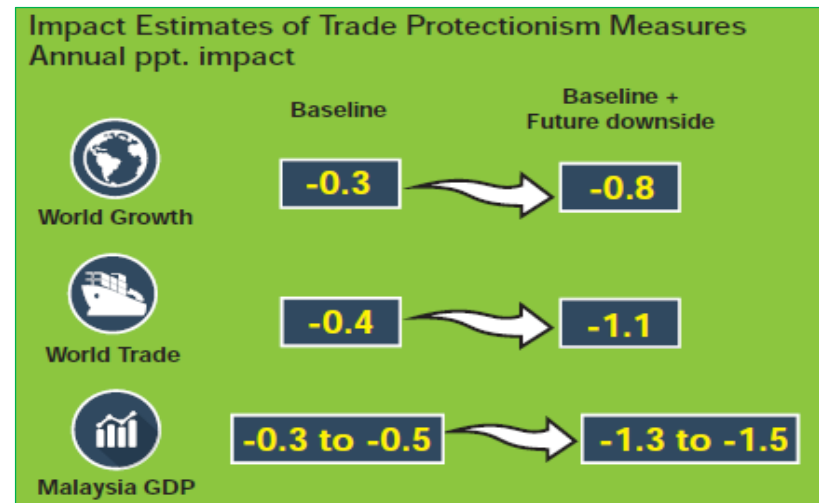 Impact Estimates of Trade Protectionism Measures
Annual ppt. impact
Baseline
Baseline +
Future downside
World Growth
-0.3
-0.8
World Trade
-0.4
-1.1
Malaysia GDP
-0.3 to -0.5
-1.3 to -1.5